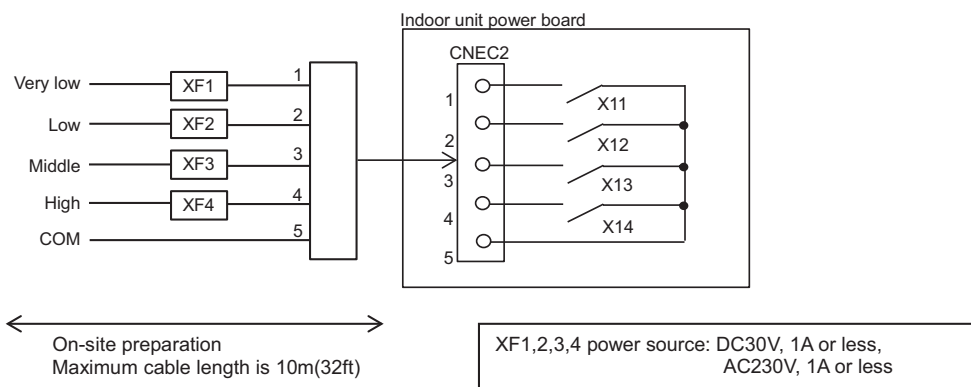 Indoor unit power board
CNEC2
Very low XF1 1
Low XF2 2
Middle XF3 3
High XF4 4
COM 5
1 X11
2 X12
3 X13
4 X14
5
On-site preparation
Maximum cable length is 10m(32ft)
XF1,2,3,4 power source: DC30V, 1A or less,
AC230V, 1A or less